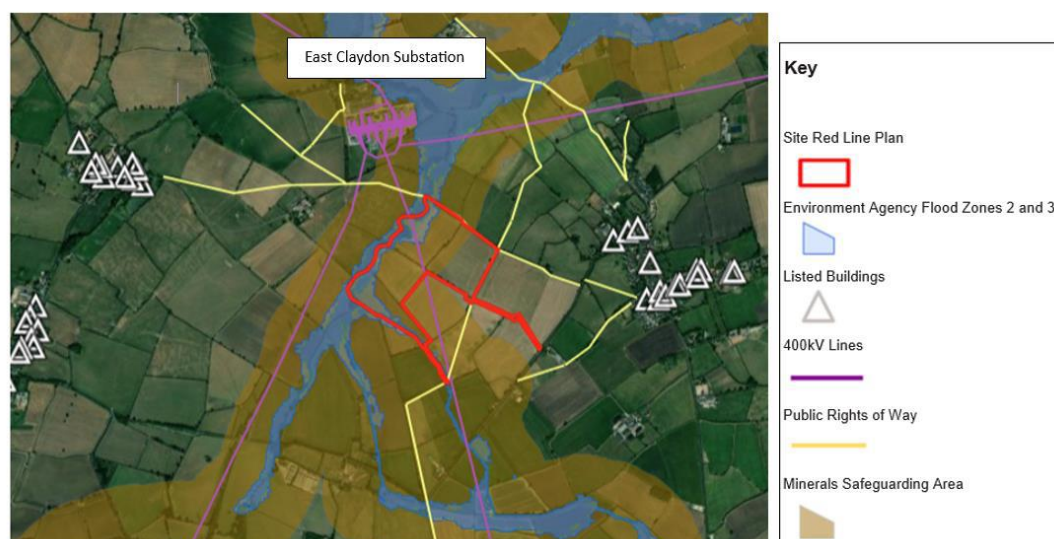 East Claydon Substation
Key
Site Red Line Plan
Environment Agency Flood Zones 2 and 3
Listed Buildings
400kV Lines
Public Rights of Way
Minerals Safeguarding Area